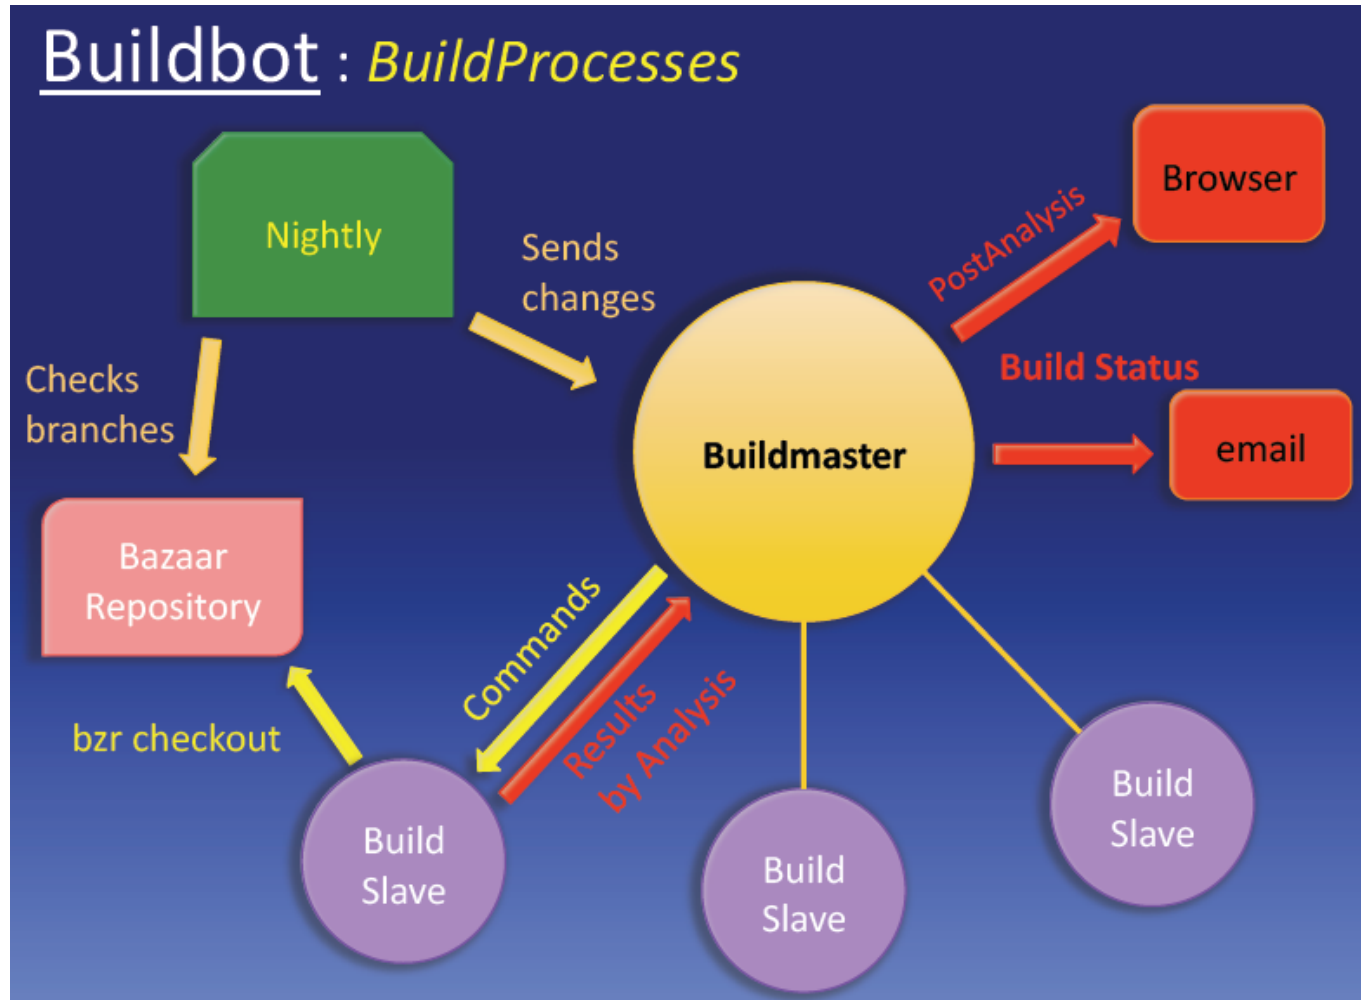 Buildbot : BuildProcesses
Nightly
Sends
changes
Checks
branches
Bazaar
Repository
bzr checkout
Commands
Results
by Analysis
Buildmaster
PostAnalysis
Browser
Build Status
email
Build
Slave
Build
Slave
Build
Slave